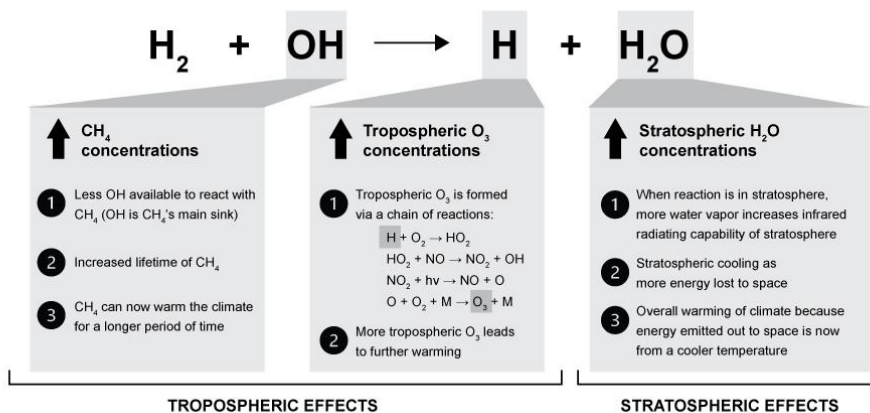 H₂ + OH → H + H₂O
CH₄
concentrations
1 Less OH available to react with
CH₄ (OH is CH₄'s main sink)
2 Increased lifetime of CH₄
3 CH₄ can now warm the climate
for a longer period of time
Tropospheric O₃
concentrations
1 Tropospheric O₃ is formed
via a chain of reactions:
H + O₂ → HO₂
HO₂ + NO → NO₂ + OH
NO₂ + hv → NO + O
O + O₂ + M → O₃ + M
2 More tropospheric O₃ leads
to further warming
Stratospheric H₂O
concentrations
1 When reaction is in stratosphere,
more water vapor increases infrared
radiating capability of stratosphere
2 Stratospheric cooling as
more energy lost to space
3 Overall warming of climate because
energy emitted out to space is now
from a cooler temperature
TROPOSPHERIC EFFECTS
STRATOSPHERIC EFFECTS